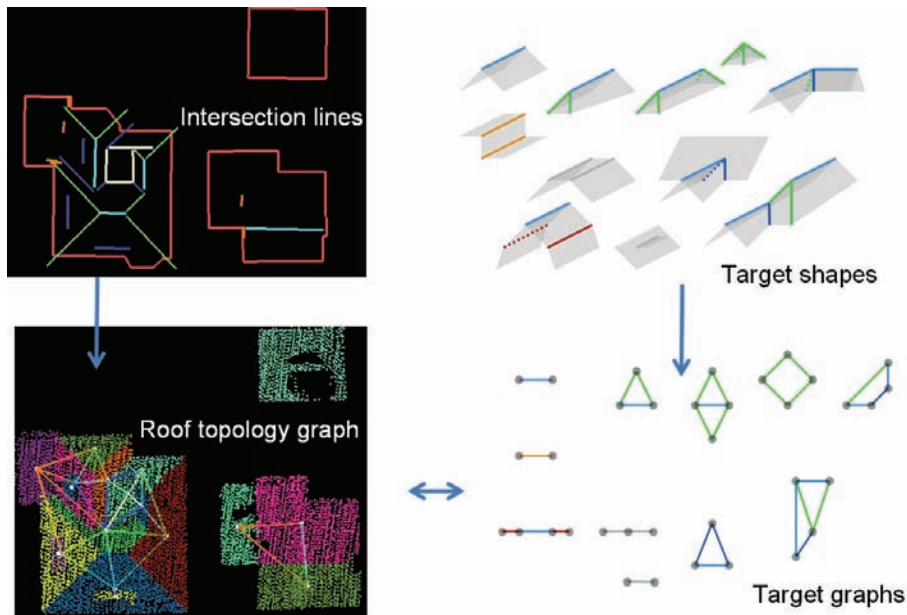 Intersection lines
Target shapes
Roof topology graph
Target graphs